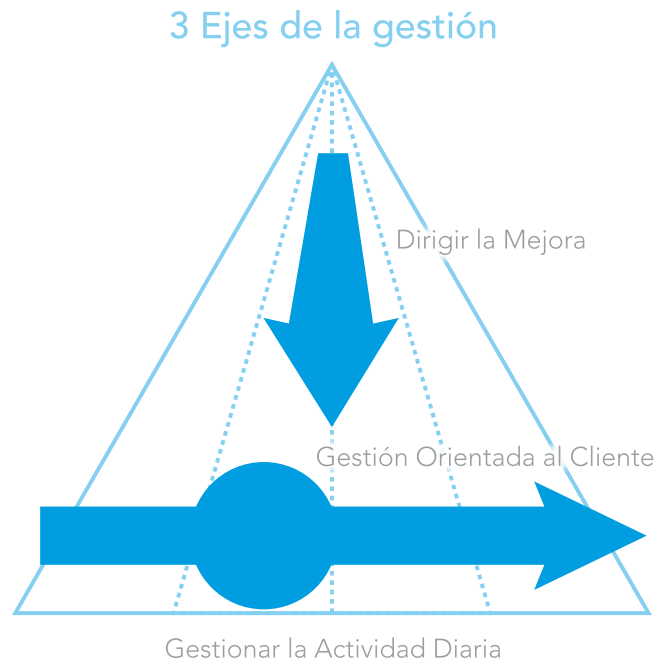 3 Ejes de la gestión
Dirigir la Mejora
Gestión Orientada al Cliente
Gestionar la Actividad Diaria